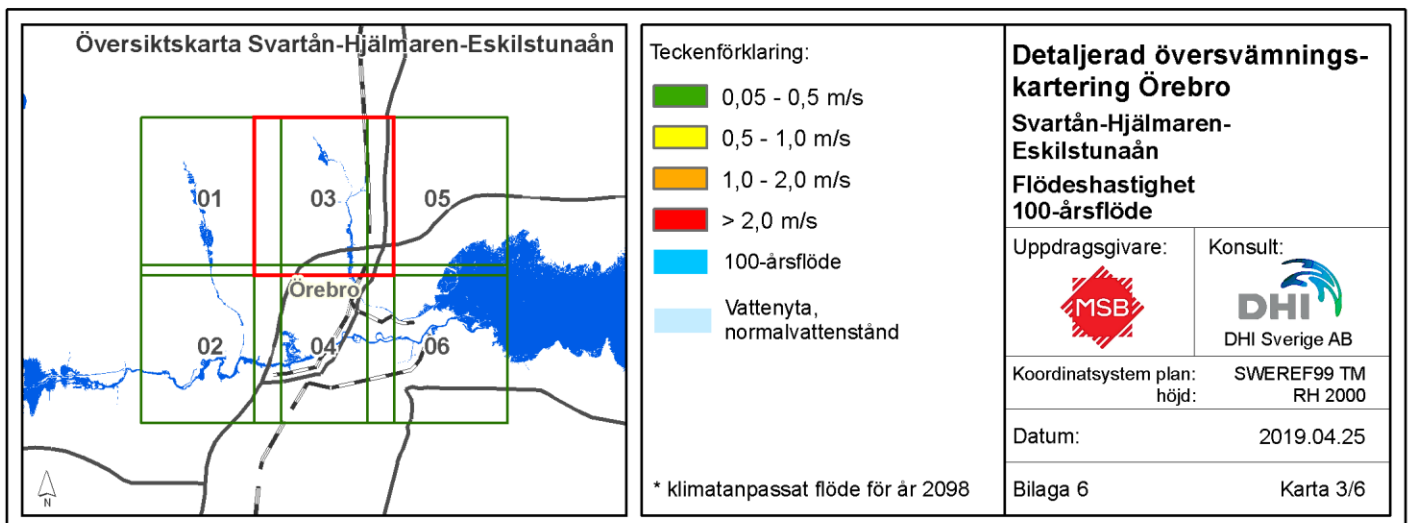 Översiktskarta Svartån-Hjälmaren-Eskilstunaån
01
03
05
Örebro
02
04
06
N
Teckenförklaring:
0,05 - 0,5 m/s
0,5 - 1,0 m/s
1,0 - 2,0 m/s
> 2,0 m/s
100-årsflöde
Vattenyta,
normalvattenstånd
* klimatanpassat flöde för år 2098
Detaljerad översvämnings-
kartering Örebro
Svartån-Hjälmaren-
Eskilstunaån
Flödeshastighet
100-årsflöde
Uppdragsgivare:
MSB
Konsult:
DHI
DHI Sverige AB
Koordinatsystem plan: SWEREF99 TM
höjd: RH 2000
Datum: 2019.04.25
Bilaga 6 Karta 3/6